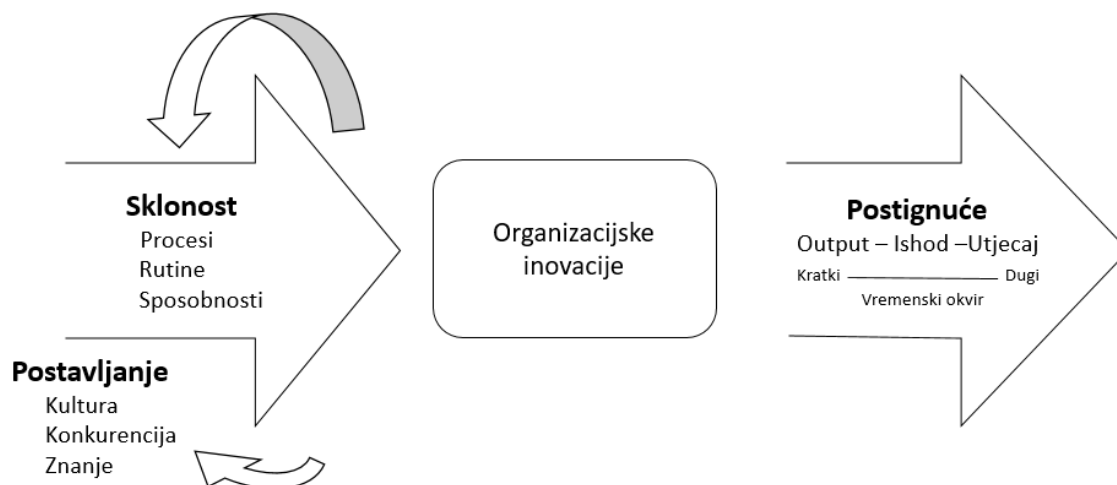 Sklonost
Procesi
Rutine
Sposobnosti
Postavljanje
Kultura
Konkurencija
Znanje
Organizacijske
inovacije
Postignuće
Output – Ishod –Utjecaj
Kratki Dugi
Vremenski okvir